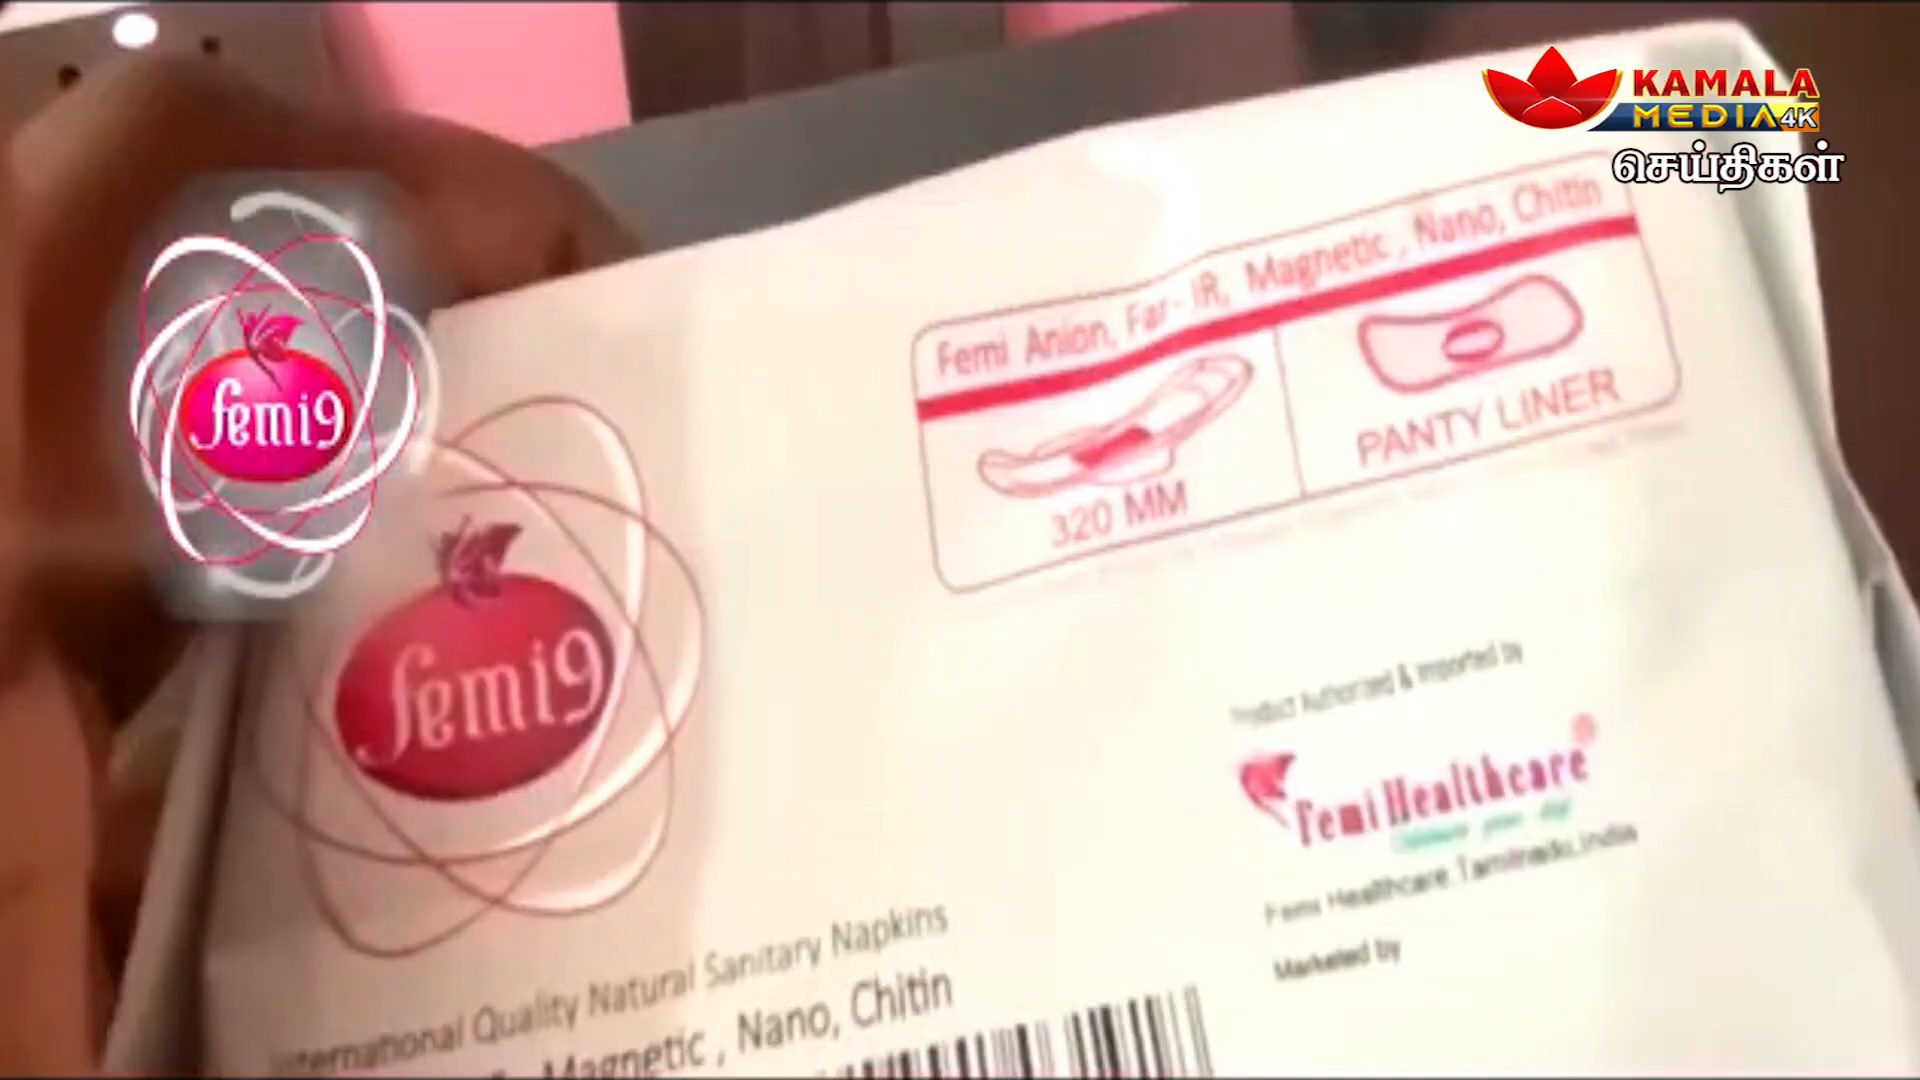 KAMALA
MEDIA 4K
செய்திகள்
femi9
Femi Anion, Far-IR, Magnetic, Nano, Chitin
320 MM
PANTY LINER
femi9
Product Authorized & Imported by
Femi Healthcare®
Femi Healthcare, Tamilnadu, India
Marketed by
International Quality Natural Sanitary Napkins
Magnetic, Nano, Chitin